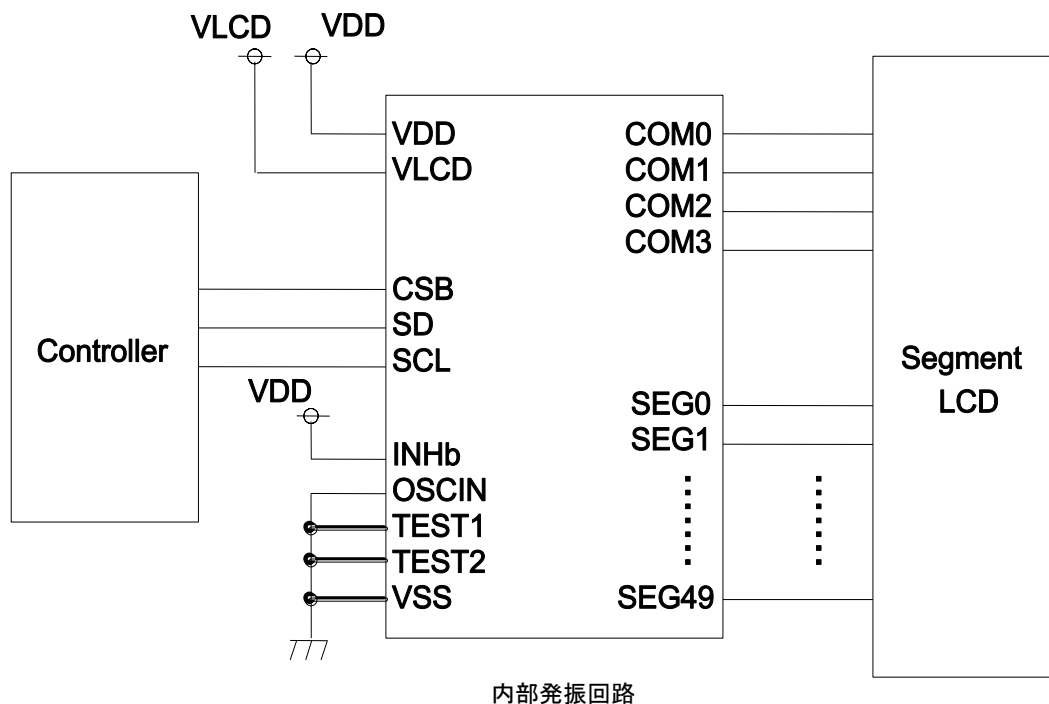 VLCD VDD
VDD
VLCD
CSB
SD
SCL
Controller
VDD
INHb
OSCIN
TEST1
TEST2
VSS
COM0
COM1
COM2
COM3
SEG0
SEG1
SEG49
Segment
LCD
内部発振回路